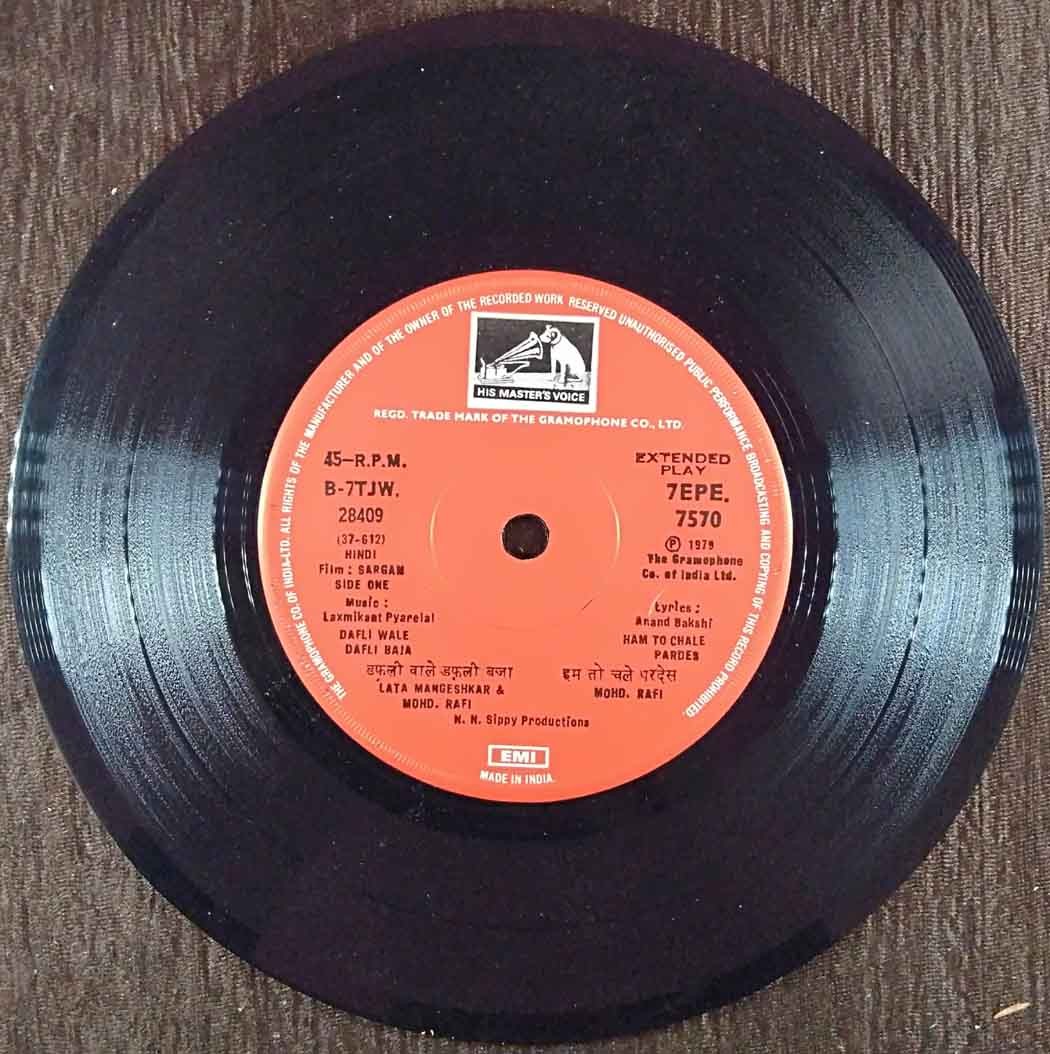 THE GRAMOPHONE CO. OF INDIA-LTD. ALL RIGHTS OF THE MANUFACTURER AND OF THE OWNER OF THE RECORDED WORK RESERVED UNAUTHORISED PUBLIC PERFORMANCE BROADCASTING AND COPYING OF THIS RECORD PROHIBITED.
HIS MASTER'S VOICE
REGD. TRADE MARK OF THE GRAMOPHONE CO., LTD.
45–R.P.M.
B-7TJW.
28409
(37-612)
HINDI
Film : SARGAM
SIDE ONE
Music :
Laxmikant Pyarelal
DAFLI WALE
DAFLI BAJA
डफ़ली वाले डफ़ली बजा
LATA MANGESHKAR &
MOHD. RAFI
EXTENDED
PLAY
7EPE.
7570
Ⓟ 1979
The Gramophone
Co. of India Ltd.
Lyrics :
Anand Bakshi
HAM TO CHALE
PARDES
हम तो चले परदेस
MOHD. RAFI
N. N. Sippy Productions
EMI
MADE IN INDIA.